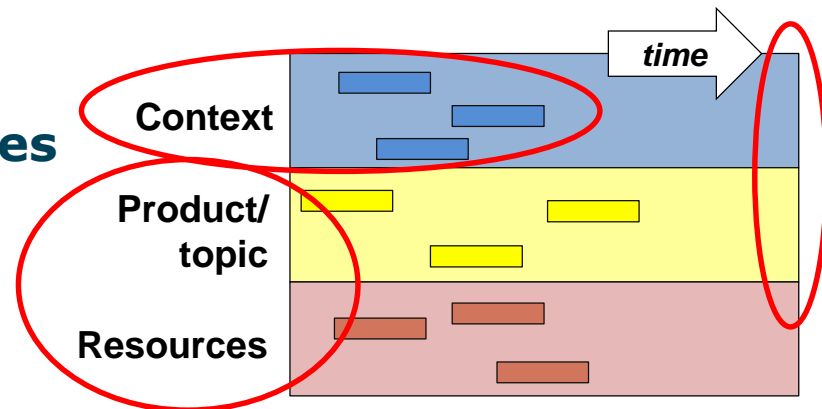 time
Context
es
Product/
topic
Resources